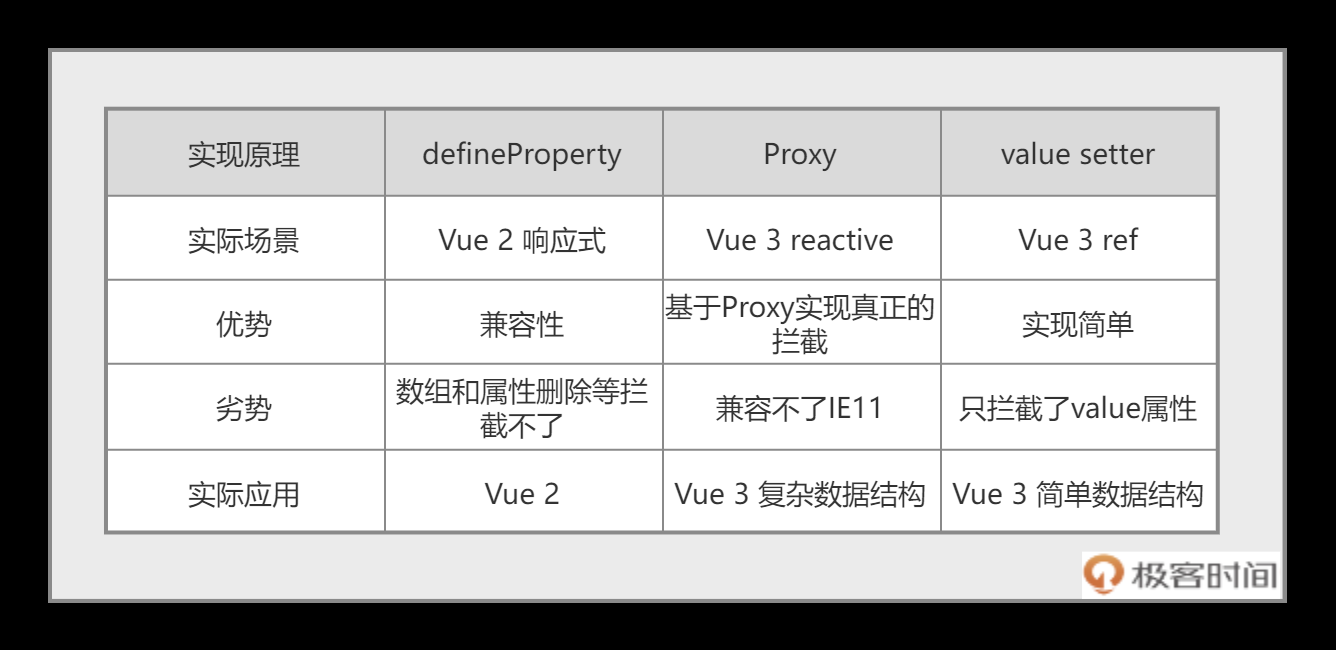 实现原理 defineProperty Proxy value setter
实际场景 Vue 2 响应式 Vue 3 reactive Vue 3 ref
优势 兼容性 基于Proxy实现真正的
拦截 实现简单
劣势 数组和属性删除等拦
截不了 兼容不了IE11 只拦截了value属性
实际应用 Vue 2 Vue 3 复杂数据结构 Vue 3 简单数据结构
极客时间